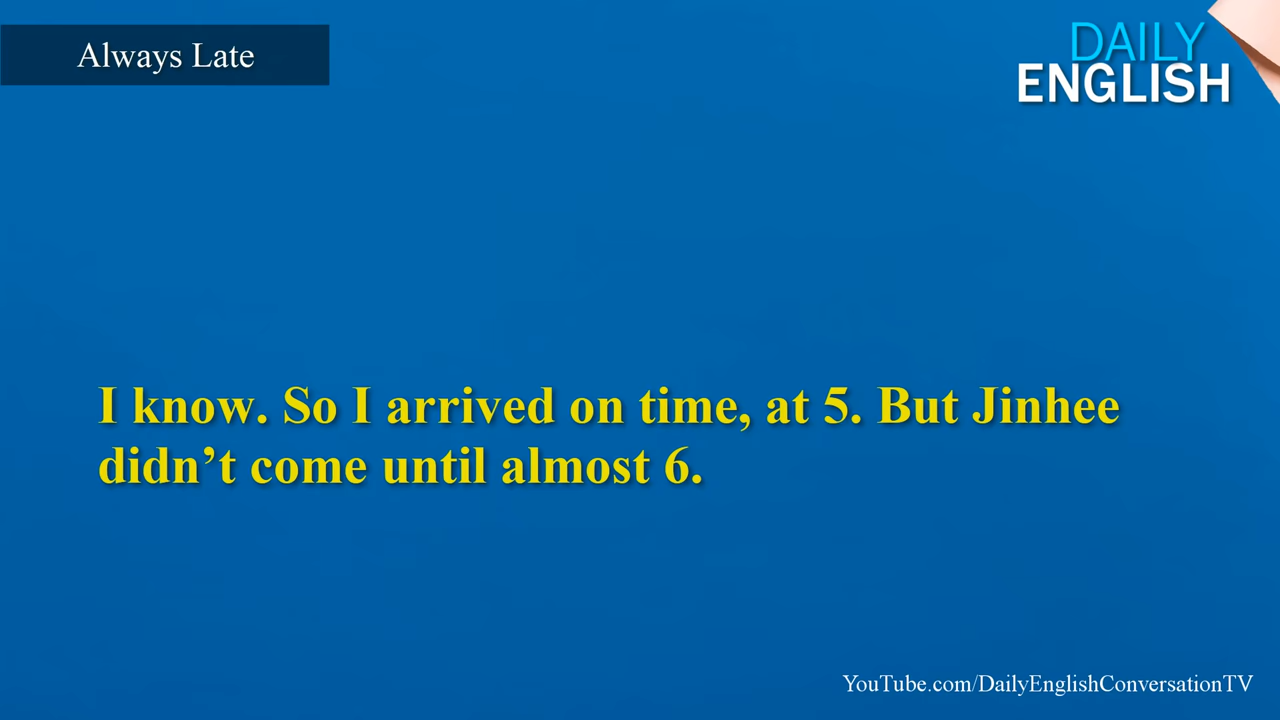 Always Late
DAILY
ENGLISH
I know. So I arrived on time, at 5. But Jinhee
didn’t come until almost 6.
YouTube.com/DailyEnglishConversationTV